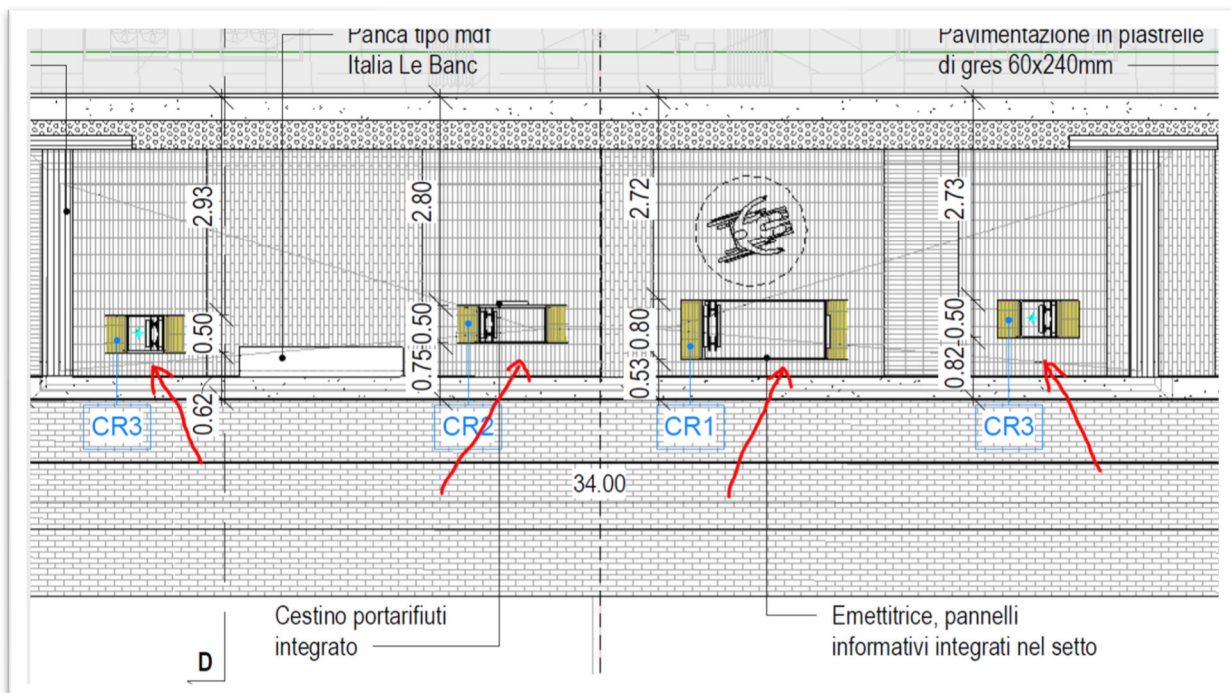 Panca tipo mdf
Italia Le Banc
Pavimentazione in piastrelle
di gres 60x240mm
2.93
2.80
2.72
2.73
0.50
0.50
0.80
0.50
0.75
0.53
0.82
0.62
CR3
CR2
CR1
CR3
34.00
Cestino portarifiuti
integrato
D
Emettitrice, pannelli
informativi integrati nel setto